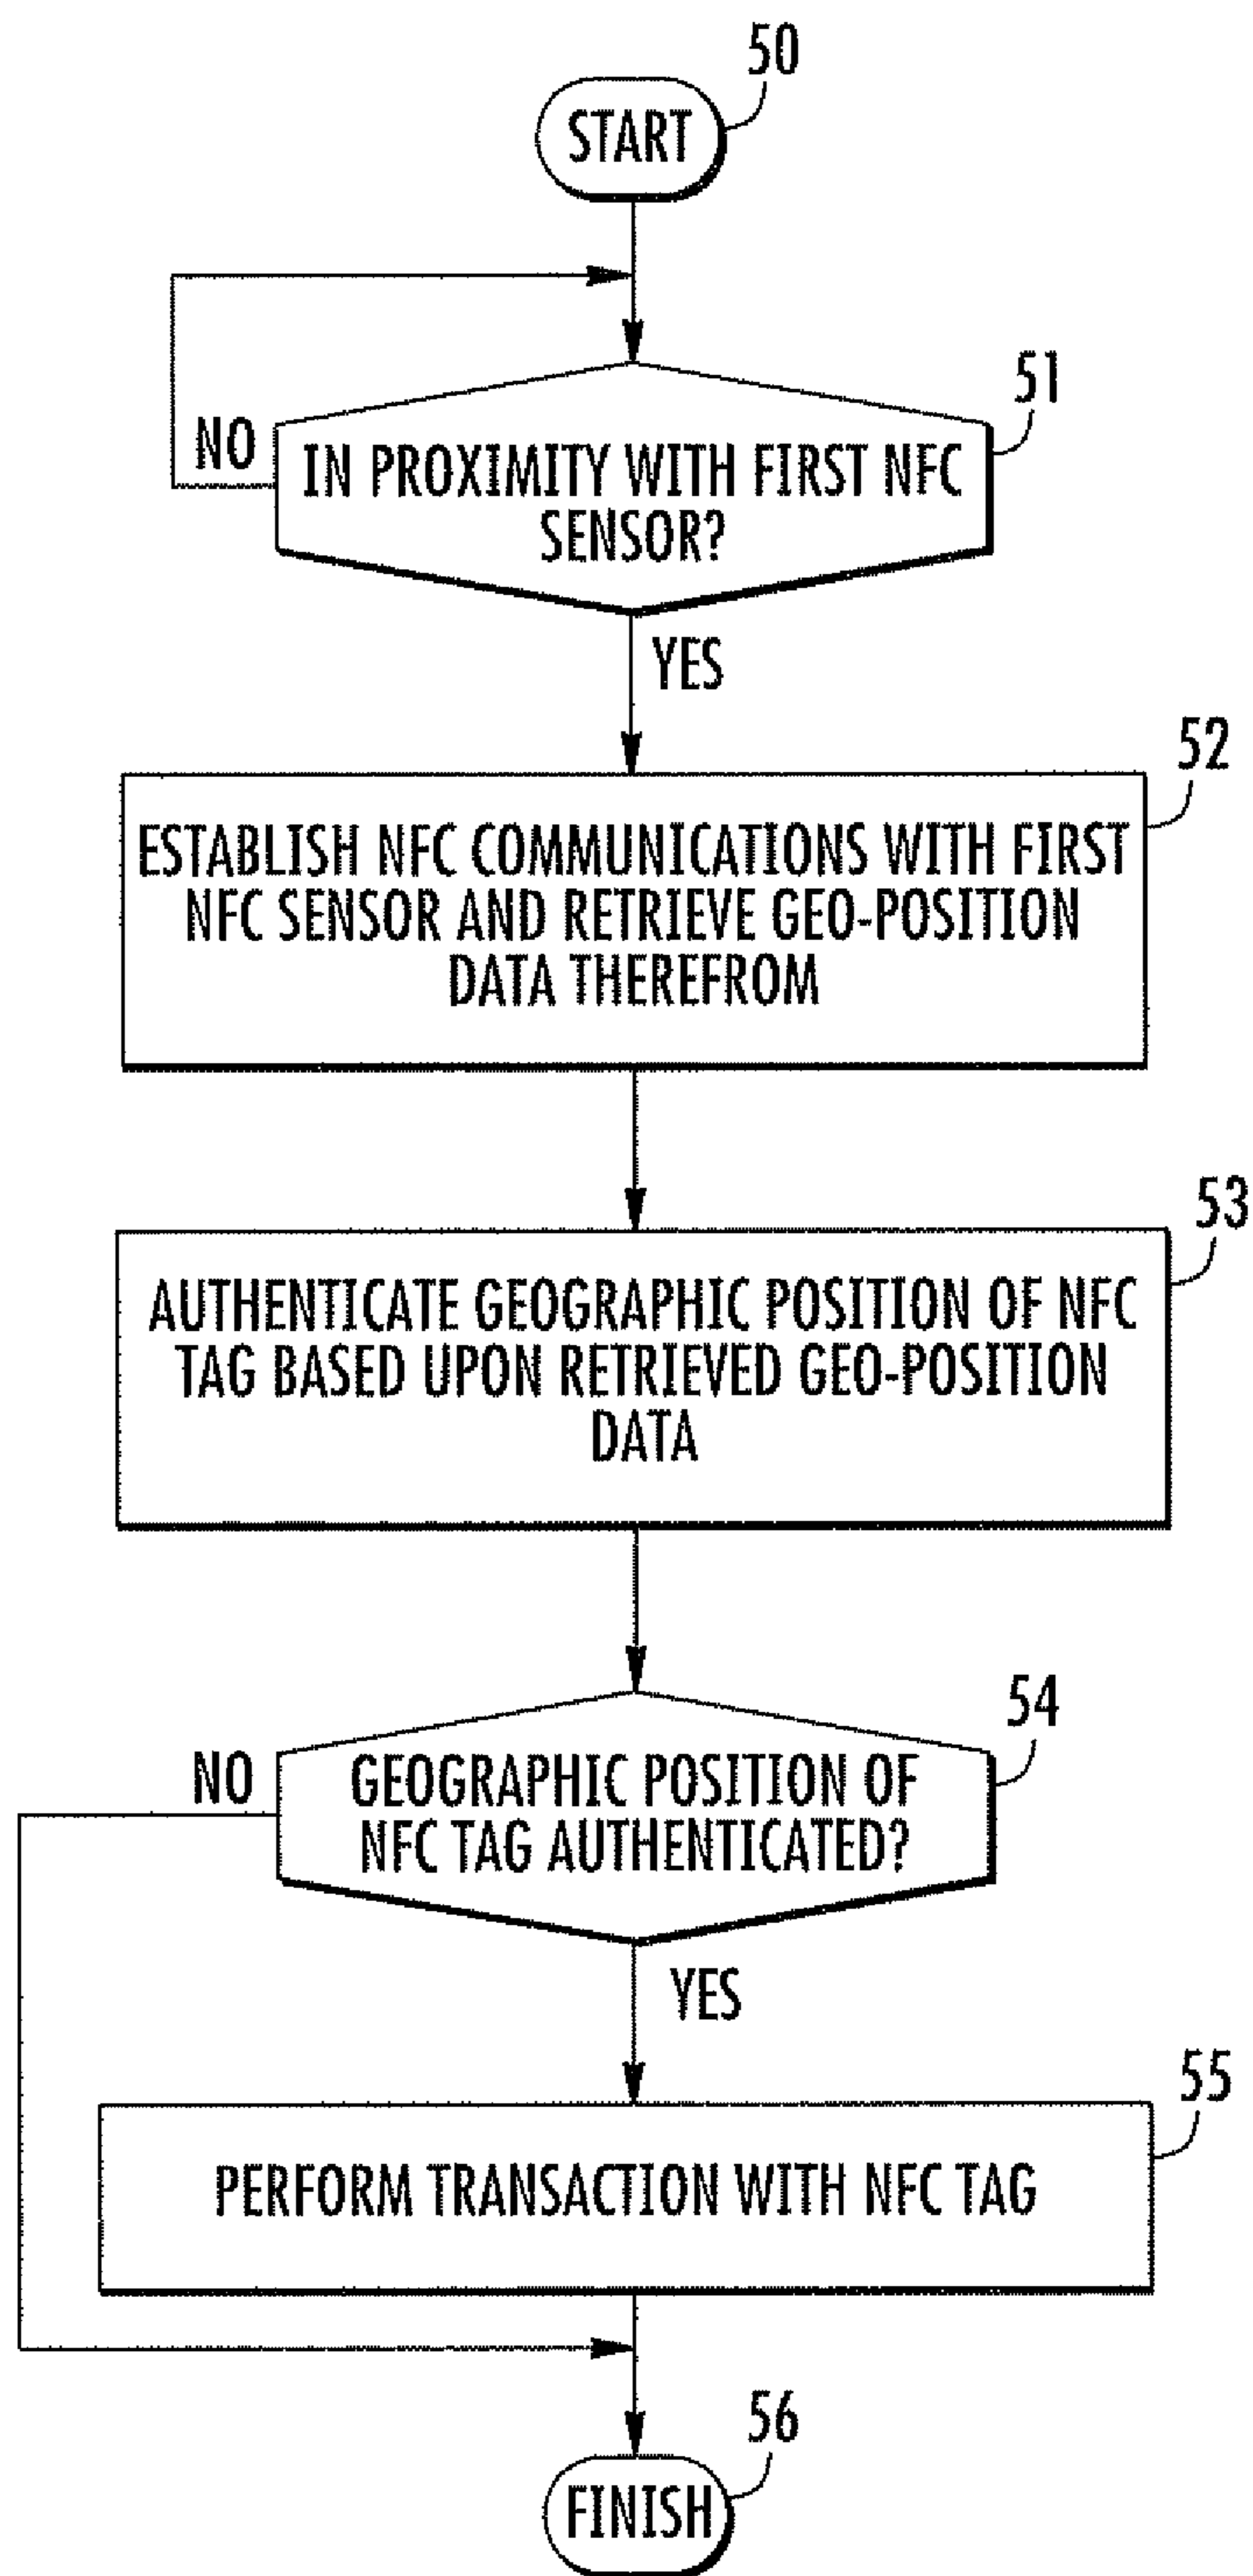 50
START
51
NO
IN PROXIMITY WITH FIRST NFC
SENSOR?
YES
52
ESTABLISH NFC COMMUNICATIONS WITH FIRST
NFC SENSOR AND RETRIEVE GEO-POSITION
DATA THEREFROM
53
AUTHENTICATE GEOGRAPHIC POSITION OF NFC
TAG BASED UPON RETRIEVED GEO-POSITION
DATA
54
NO
GEOGRAPHIC POSITION OF
NFC TAG AUTHENTICATED?
YES
55
PERFORM TRANSACTION WITH NFC TAG
56
FINISH